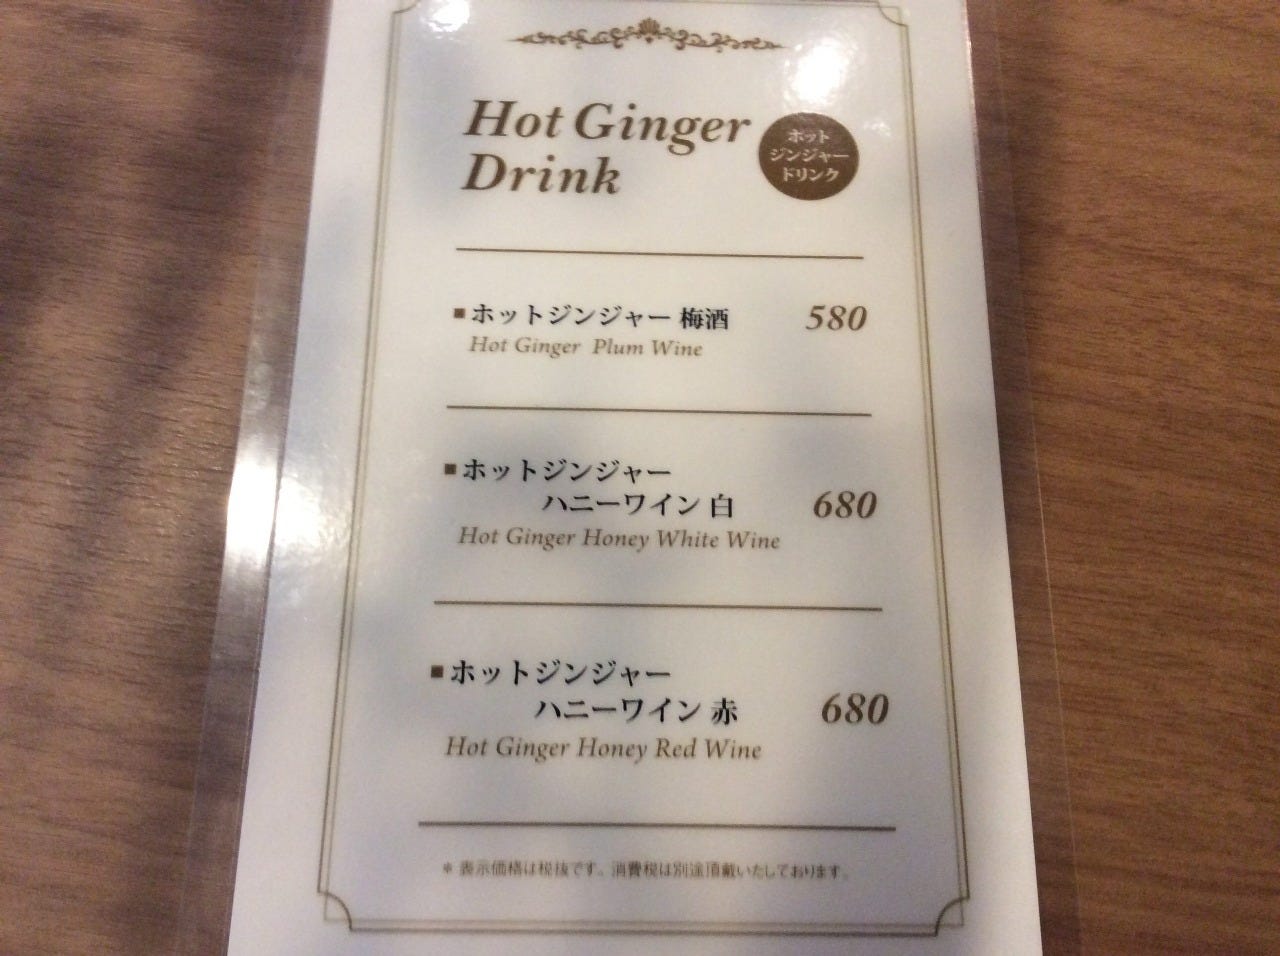 Hot Ginger
Drink
ホット
ジンジャー
ドリンク
■ホットジンジャー 梅酒 580
Hot Ginger Plum Wine
■ホットジンジャー
ハニーワイン 白 680
Hot Ginger Honey White Wine
■ホットジンジャー
ハニーワイン 赤 680
Hot Ginger Honey Red Wine
※ 表示価格は税抜です。消費税は別途頂戴いたしております。